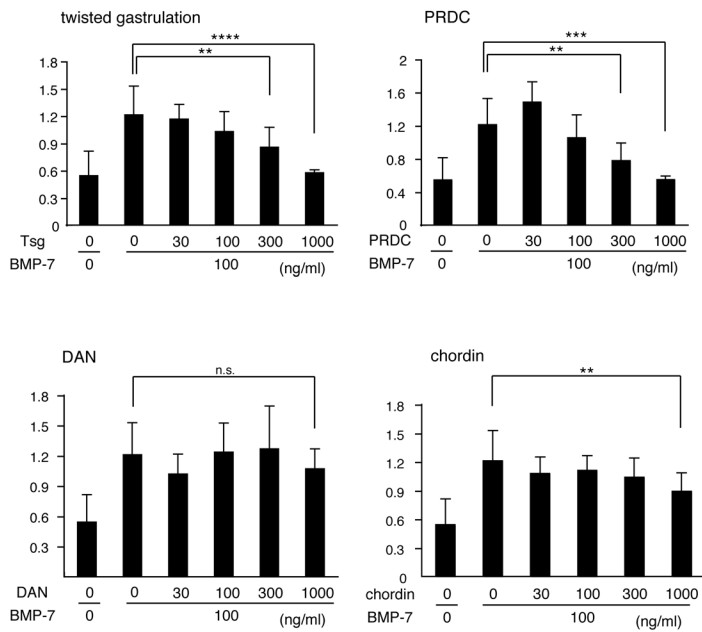 twisted gastrulation
****
**
1.8
1.5
1.2
0.9
0.6
0.3
0
Tsg 0 0 30 100 300 1000
BMP-7 0 100 (ng/ml)
PRDC
***
**
2
1.6
1.2
0.8
0.4
0
PRDC 0 0 30 100 300 1000
BMP-7 0 100 (ng/ml)
DAN
n.s.
1.8
1.5
1.2
0.9
0.6
0.3
DAN 0 0 30 100 300 1000
BMP-7 0 100 (ng/ml)
chordin
**
1.8
1.5
1.2
0.9
0.6
0.3
0
chordin 0 0 30 100 300 1000
BMP-7 0 100 (ng/ml)